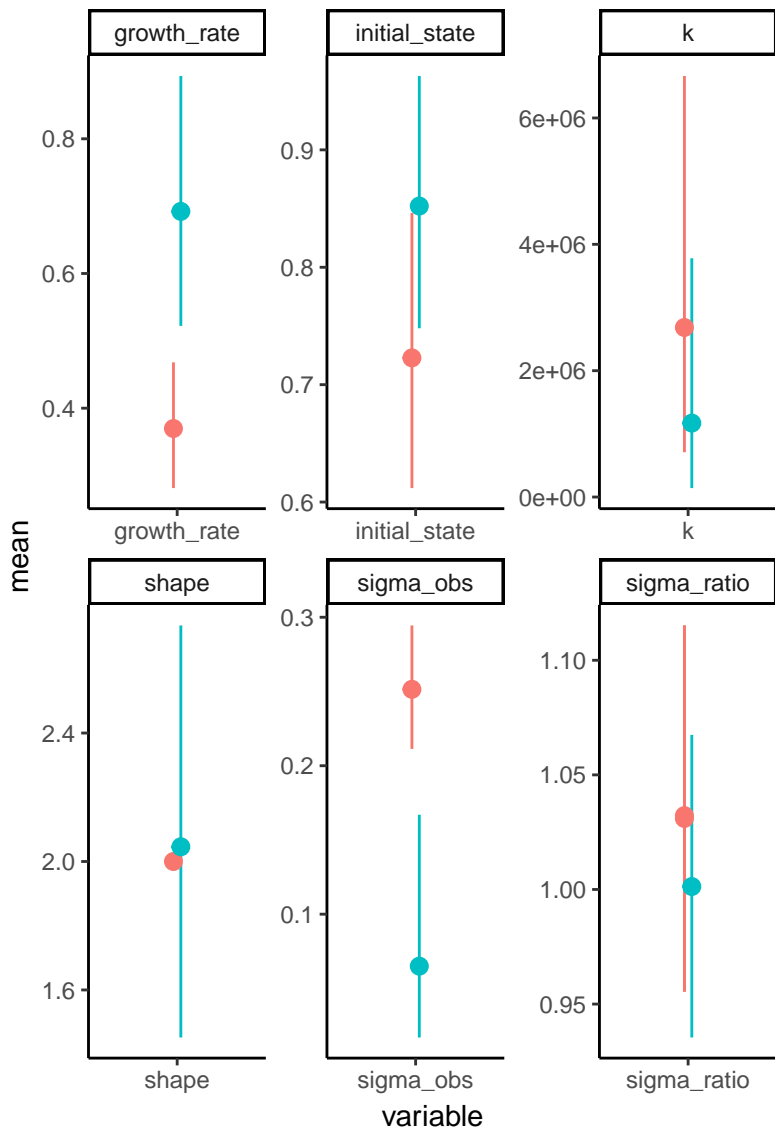 growth_rate initial_state k
0.8
0.6
0.4
0.9
0.8
0.7
0.6
6e+06
4e+06
2e+06
0e+00
growth_rate initial_state k
mean
shape sigma_obs sigma_ratio
2.4
2.0
1.6
0.3
0.2
0.1
1.10
1.05
1.00
0.95
shape sigma_obs sigma_ratio
variable